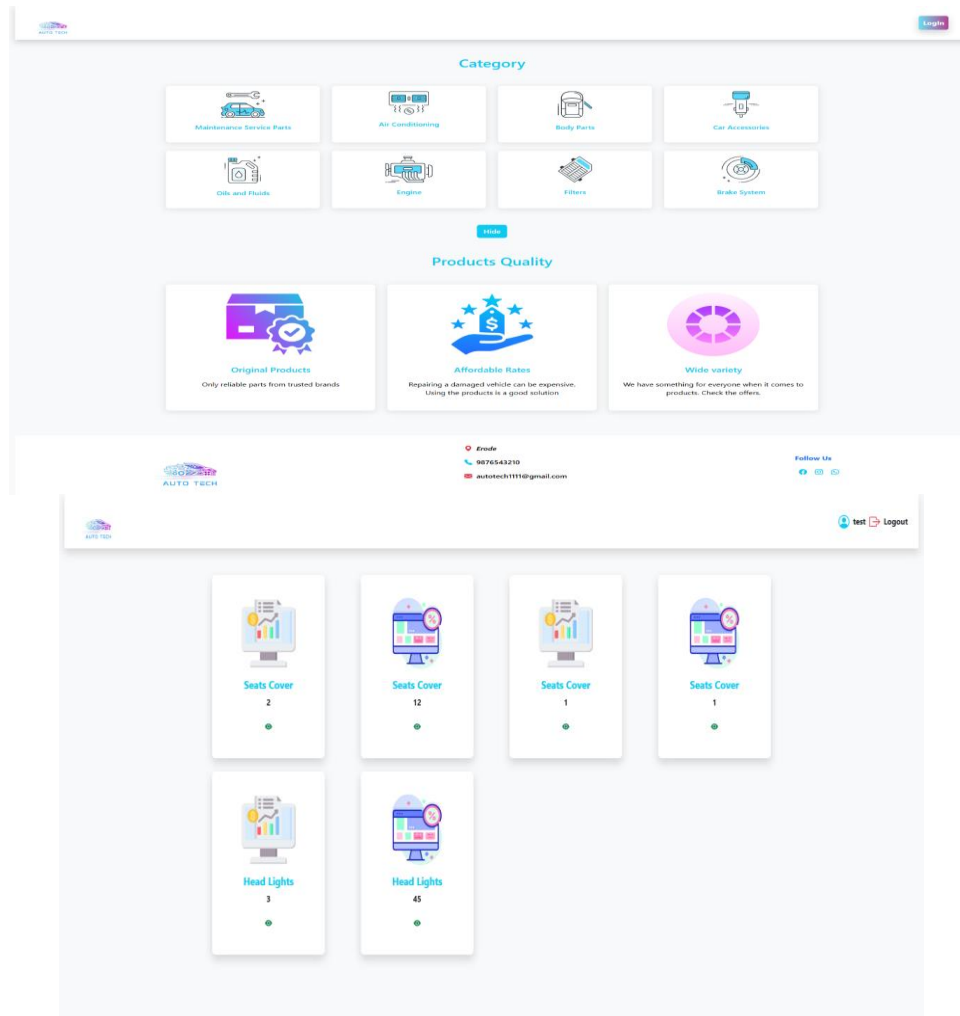 AUTO TECH
LogIn
Category
Maintenance Service Parts
Air Conditioning
Body Parts
Car Accessiries
Oils and Fluids
Engine
Filters
Brake System
Hide
Products Quality
Original Products
Only reliable parts from trusted brands
Affordable Rates
Repairing a damaged vehicle can be expensive.
Using the products is a good solution
Wide variety
We have something for everyone when it comes to
products. Check the offers.
AUTO TECH
Erode
9876543210
autotech1111@gmail.com
Follow Us
AUTO TECH
test Logout
Seats Cover
2
Seats Cover
12
Seats Cover
1
Seats Cover
1
Head Lights
3
Head Lights
45